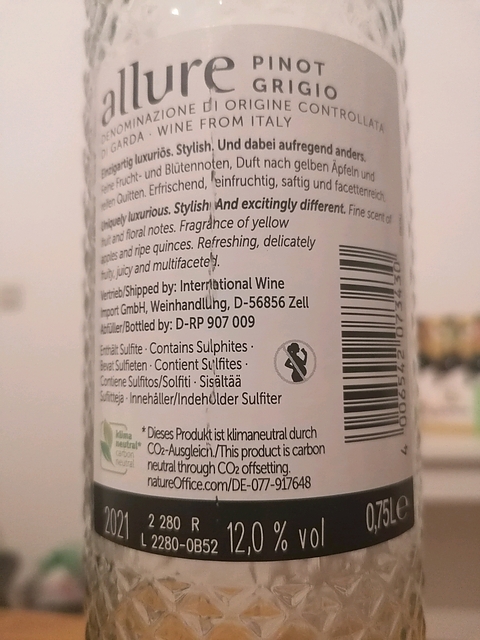 allure PINOT
GRIGIO
DENOMINAZIONE DI ORIGINE CONTROLLATA
DI GARDA · WINE FROM ITALY
Einzigartig luxuriös. Stylish. Und dabei aufregend anders.
Feine Frucht- und Blütennoten, Duft nach gelben Äpfeln und
reifen Quitten. Erfrischend, feinfruchtig, saftig und facettenreich.
Uniquely luxurious. Stylish. And excitingly different. Fine scent of
fruit and floral notes. Fragrance of yellow
apples and ripe quinces. Refreshing, delicately
fruity, juicy and multifaceted.
Vertrieb/Shipped by: International Wine
Import GmbH, Weinhandlung, D-56856 Zell
Abfüller/Bottled by: D-RP 907 009
Enthält Sulfite · Contains Sulphites ·
Bevat Sulfieten · Contient Sulfites ·
Contiene Sulfitos/Solfiti · Sisältää
Sulfiitteja · Innehåller/Indeholder Sulfiter
klima
neutral*
carbon
neutral
* Dieses Produkt ist klimaneutral durch
CO₂-Ausgleich/This product is carbon
neutral through CO₂ offsetting.
natureOffice.com/DE-077-917648
2021 2 280 R
L 2280-0B52 12,0 % vol 0,75L e